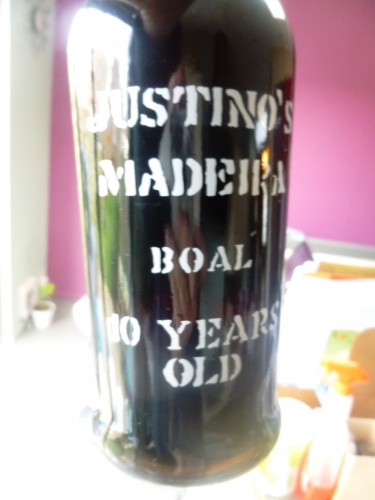 JUSTINO'S
MADEIRA
BOAL
10 YEARS
OLD